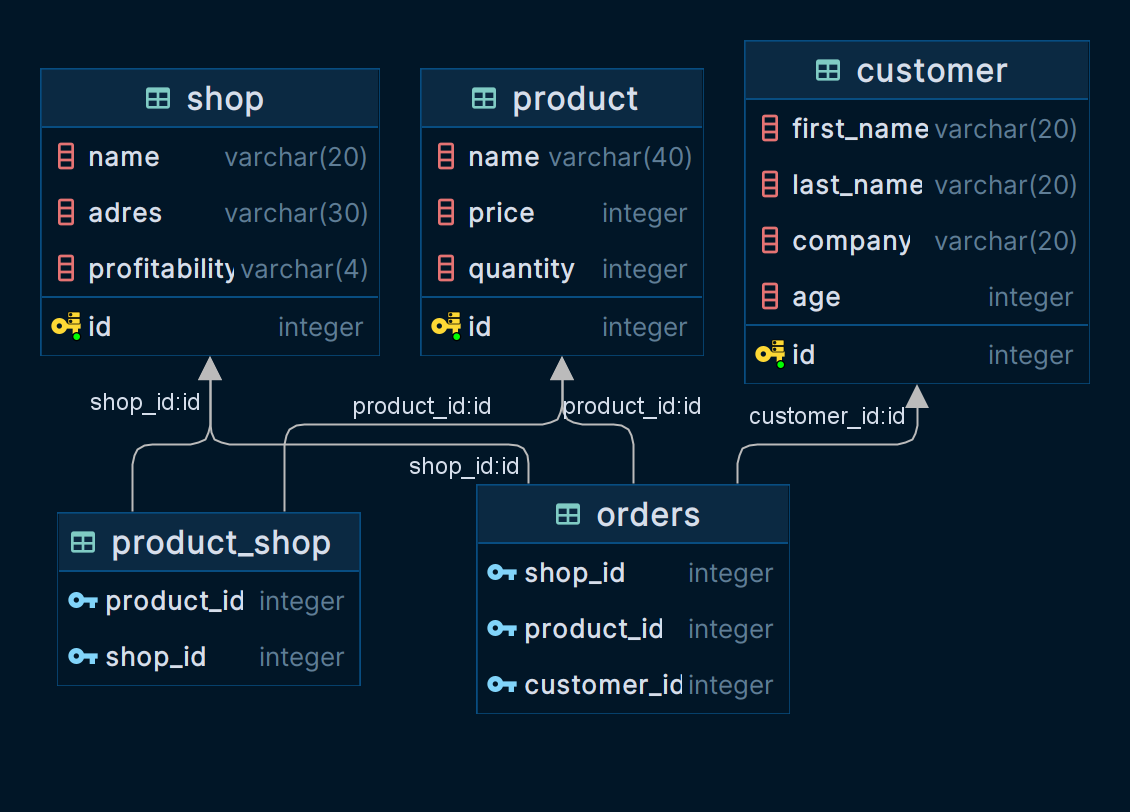 shop
name varchar(20)
adres varchar(30)
profitability varchar(4)
id integer
product
name varchar(40)
price integer
quantity integer
id integer
customer
first_name varchar(20)
last_name varchar(20)
company varchar(20)
age integer
id integer
shop_id:id
product_id:id
product_id:id
customer_id:id
shop_id:id
product_shop
product_id integer
shop_id integer
orders
shop_id integer
product_id integer
customer_id integer